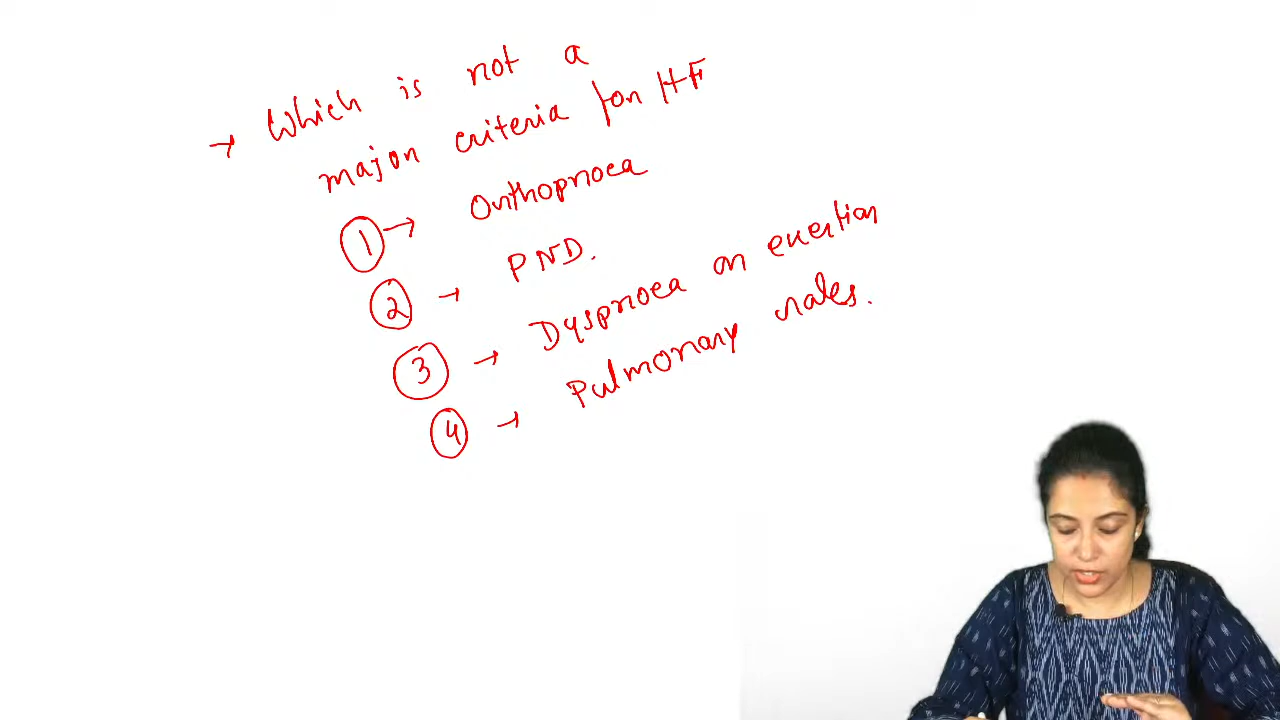 → Which is not a
major criteria for HF
① → Orthopnoea
② → PND.
③ → Dyspnoea on exertion
④ → Pulmonary rales.